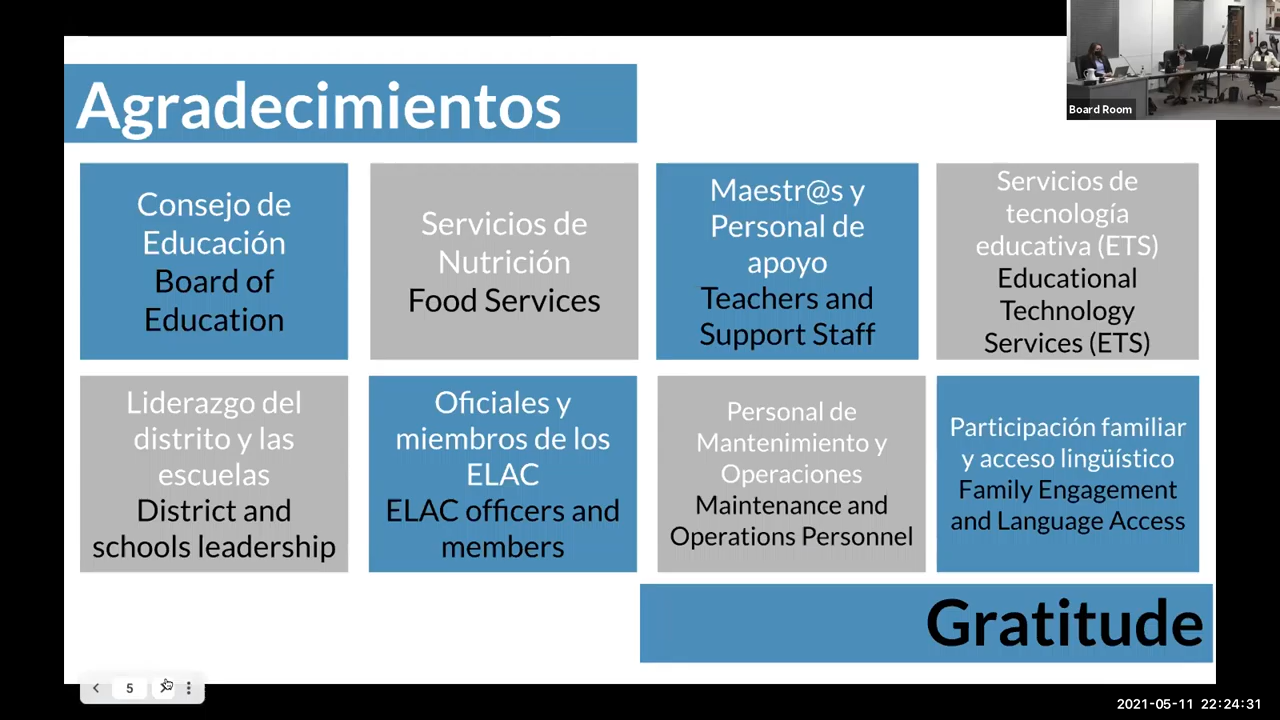 Agradecimientos
Board Room
Consejo de
Educación
Board of
Education
Servicios de
Nutrición
Food Services
Maestr@s y
Personal de
apoyo
Teachers and
Support Staff
Servicios de
tecnología
educativa (ETS)
Educational
Technology
Services (ETS)
Liderazgo del
distrito y las
escuelas
District and
schools leadership
Oficiales y
miembros de los
ELAC
ELAC officers and
members
Personal de
Mantenimiento y
Operaciones
Maintenance and
Operations Personnel
Participación familiar
y acceso lingüístico
Family Engagement
and Language Access
Gratitude
5
2021-05-11 22:24:31